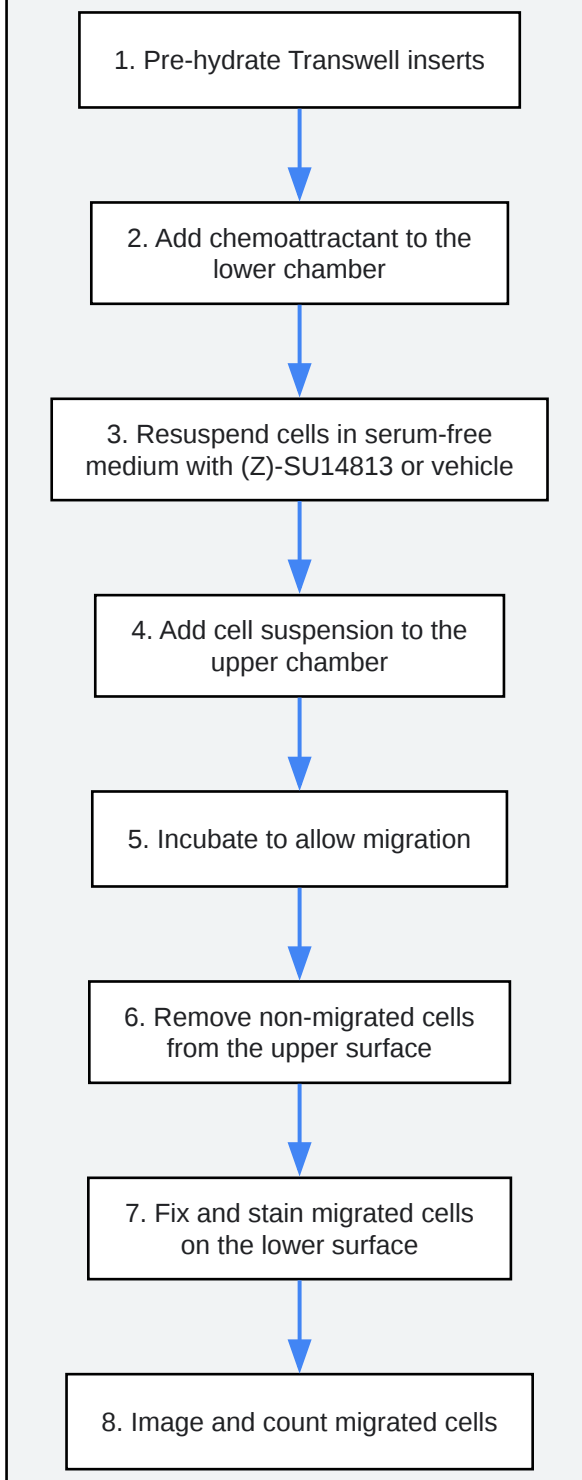 1. Pre-hydrate Transwell inserts
2. Add chemoattractant to the
lower chamber
3. Resuspend cells in serum-free
medium with (Z)-SU14813 or vehicle
4. Add cell suspension to the
upper chamber
5. Incubate to allow migration
6. Remove non-migrated cells
from the upper surface
7. Fix and stain migrated cells
on the lower surface
8. Image and count migrated cells